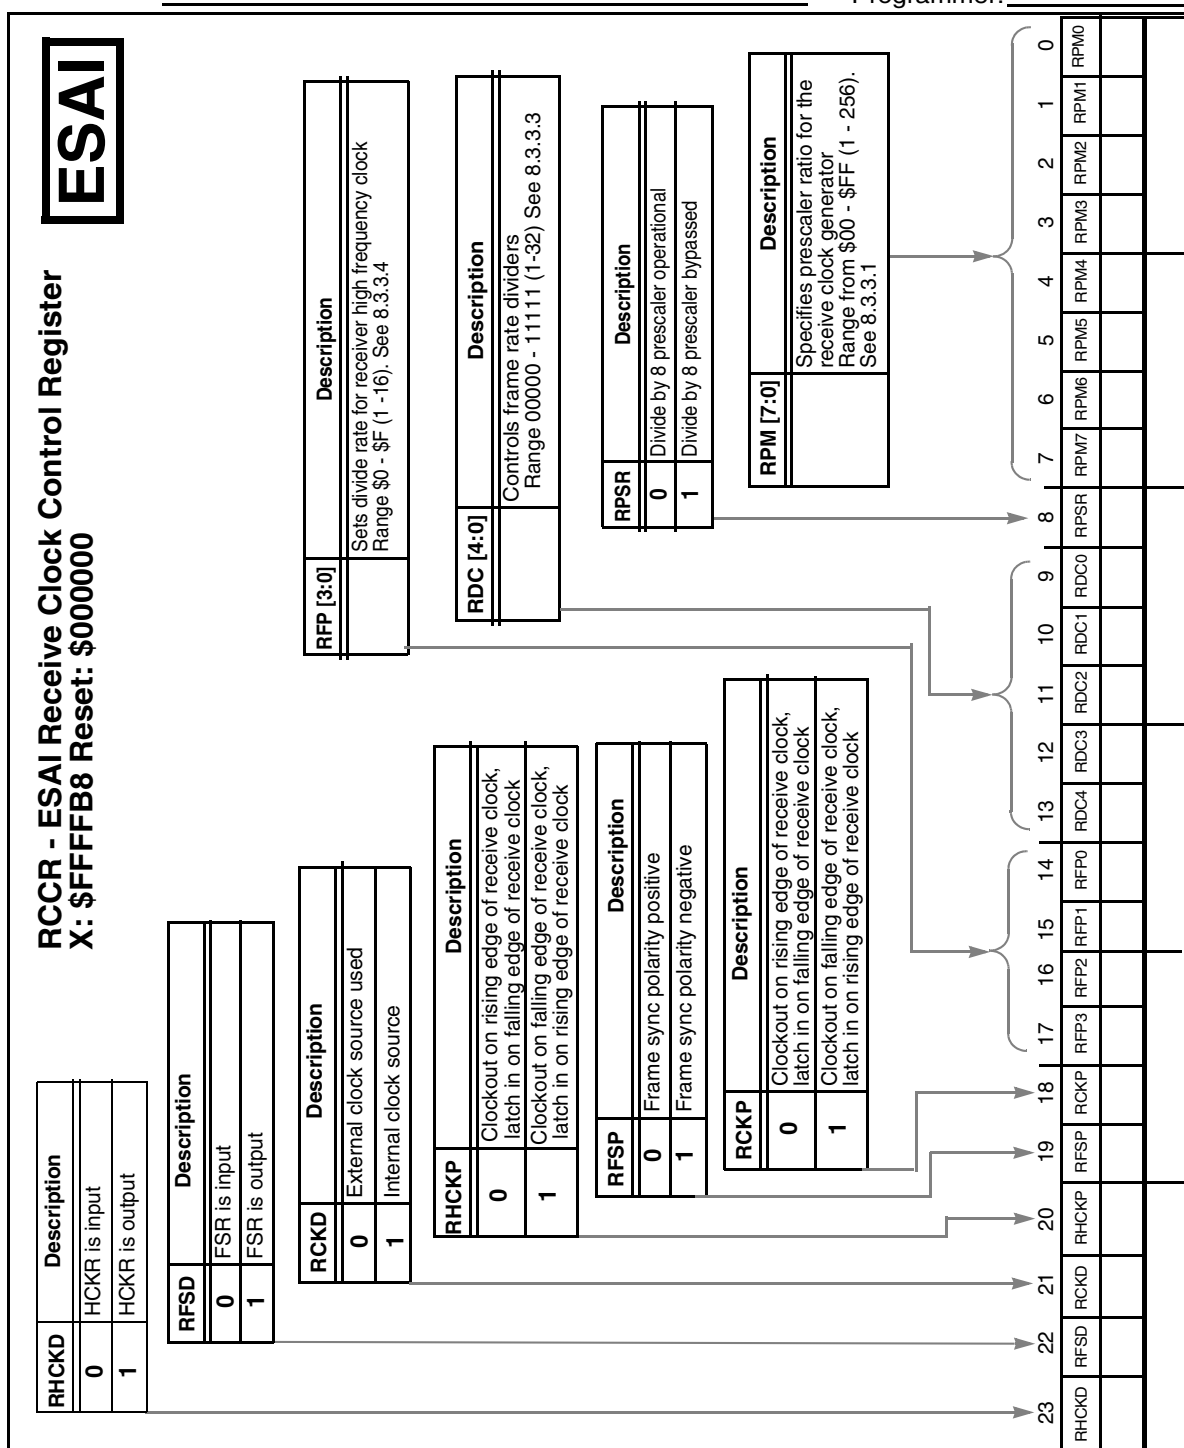 Programmer:
ESAI
RCCR - ESAI Receive Clock Control Register
X: $FFFFB8 Reset: $000000
RHCKD Description
0 HCKR is input
1 HCKR is output
RFSD Description
0 FSR is input
1 FSR is output
RCKD Description
0 External clock source used
1 Internal clock source
RHCKP Description
0 Clockout on rising edge of receive clock,
latch in on falling edge of receive clock
1 Clockout on falling edge of receive clock,
latch in on rising edge of receive clock
RFSP Description
0 Frame sync polarity positive
1 Frame sync polarity negative
RCKP Description
0 Clockout on rising edge of receive clock,
latch in on falling edge of receive clock
1 Clockout on falling edge of receive clock,
latch in on rising edge of receive clock
RFP [3:0] Description
Sets divide rate for receiver high frequency clock
Range $0 - $F (1 -16). See 8.3.3.4
RDC [4:0] Description
Controls frame rate dividers
Range 00000 - 11111 (1-32) See 8.3.3.3
RPSR Description
0 Divide by 8 prescaler operational
1 Divide by 8 prescaler bypassed
RPM [7:0] Description
Specifies prescaler ratio for the
receive clock generator
Range from $00 - $FF (1 - 256).
See 8.3.3.1
23 22 21 20 19 18 17 16 15 14 13 12 11 10 9 8 7 6 5 4 3 2 1 0
RHCKD RFSD RCKD RHCKP RFSP RCKP RFP3 RFP2 RFP1 RFP0 RDC4 RDC3 RDC2 RDC1 RDC0 RPSR RPM7 RPM6 RPM5 RPM4 RPM3 RPM2 RPM1 RPM0